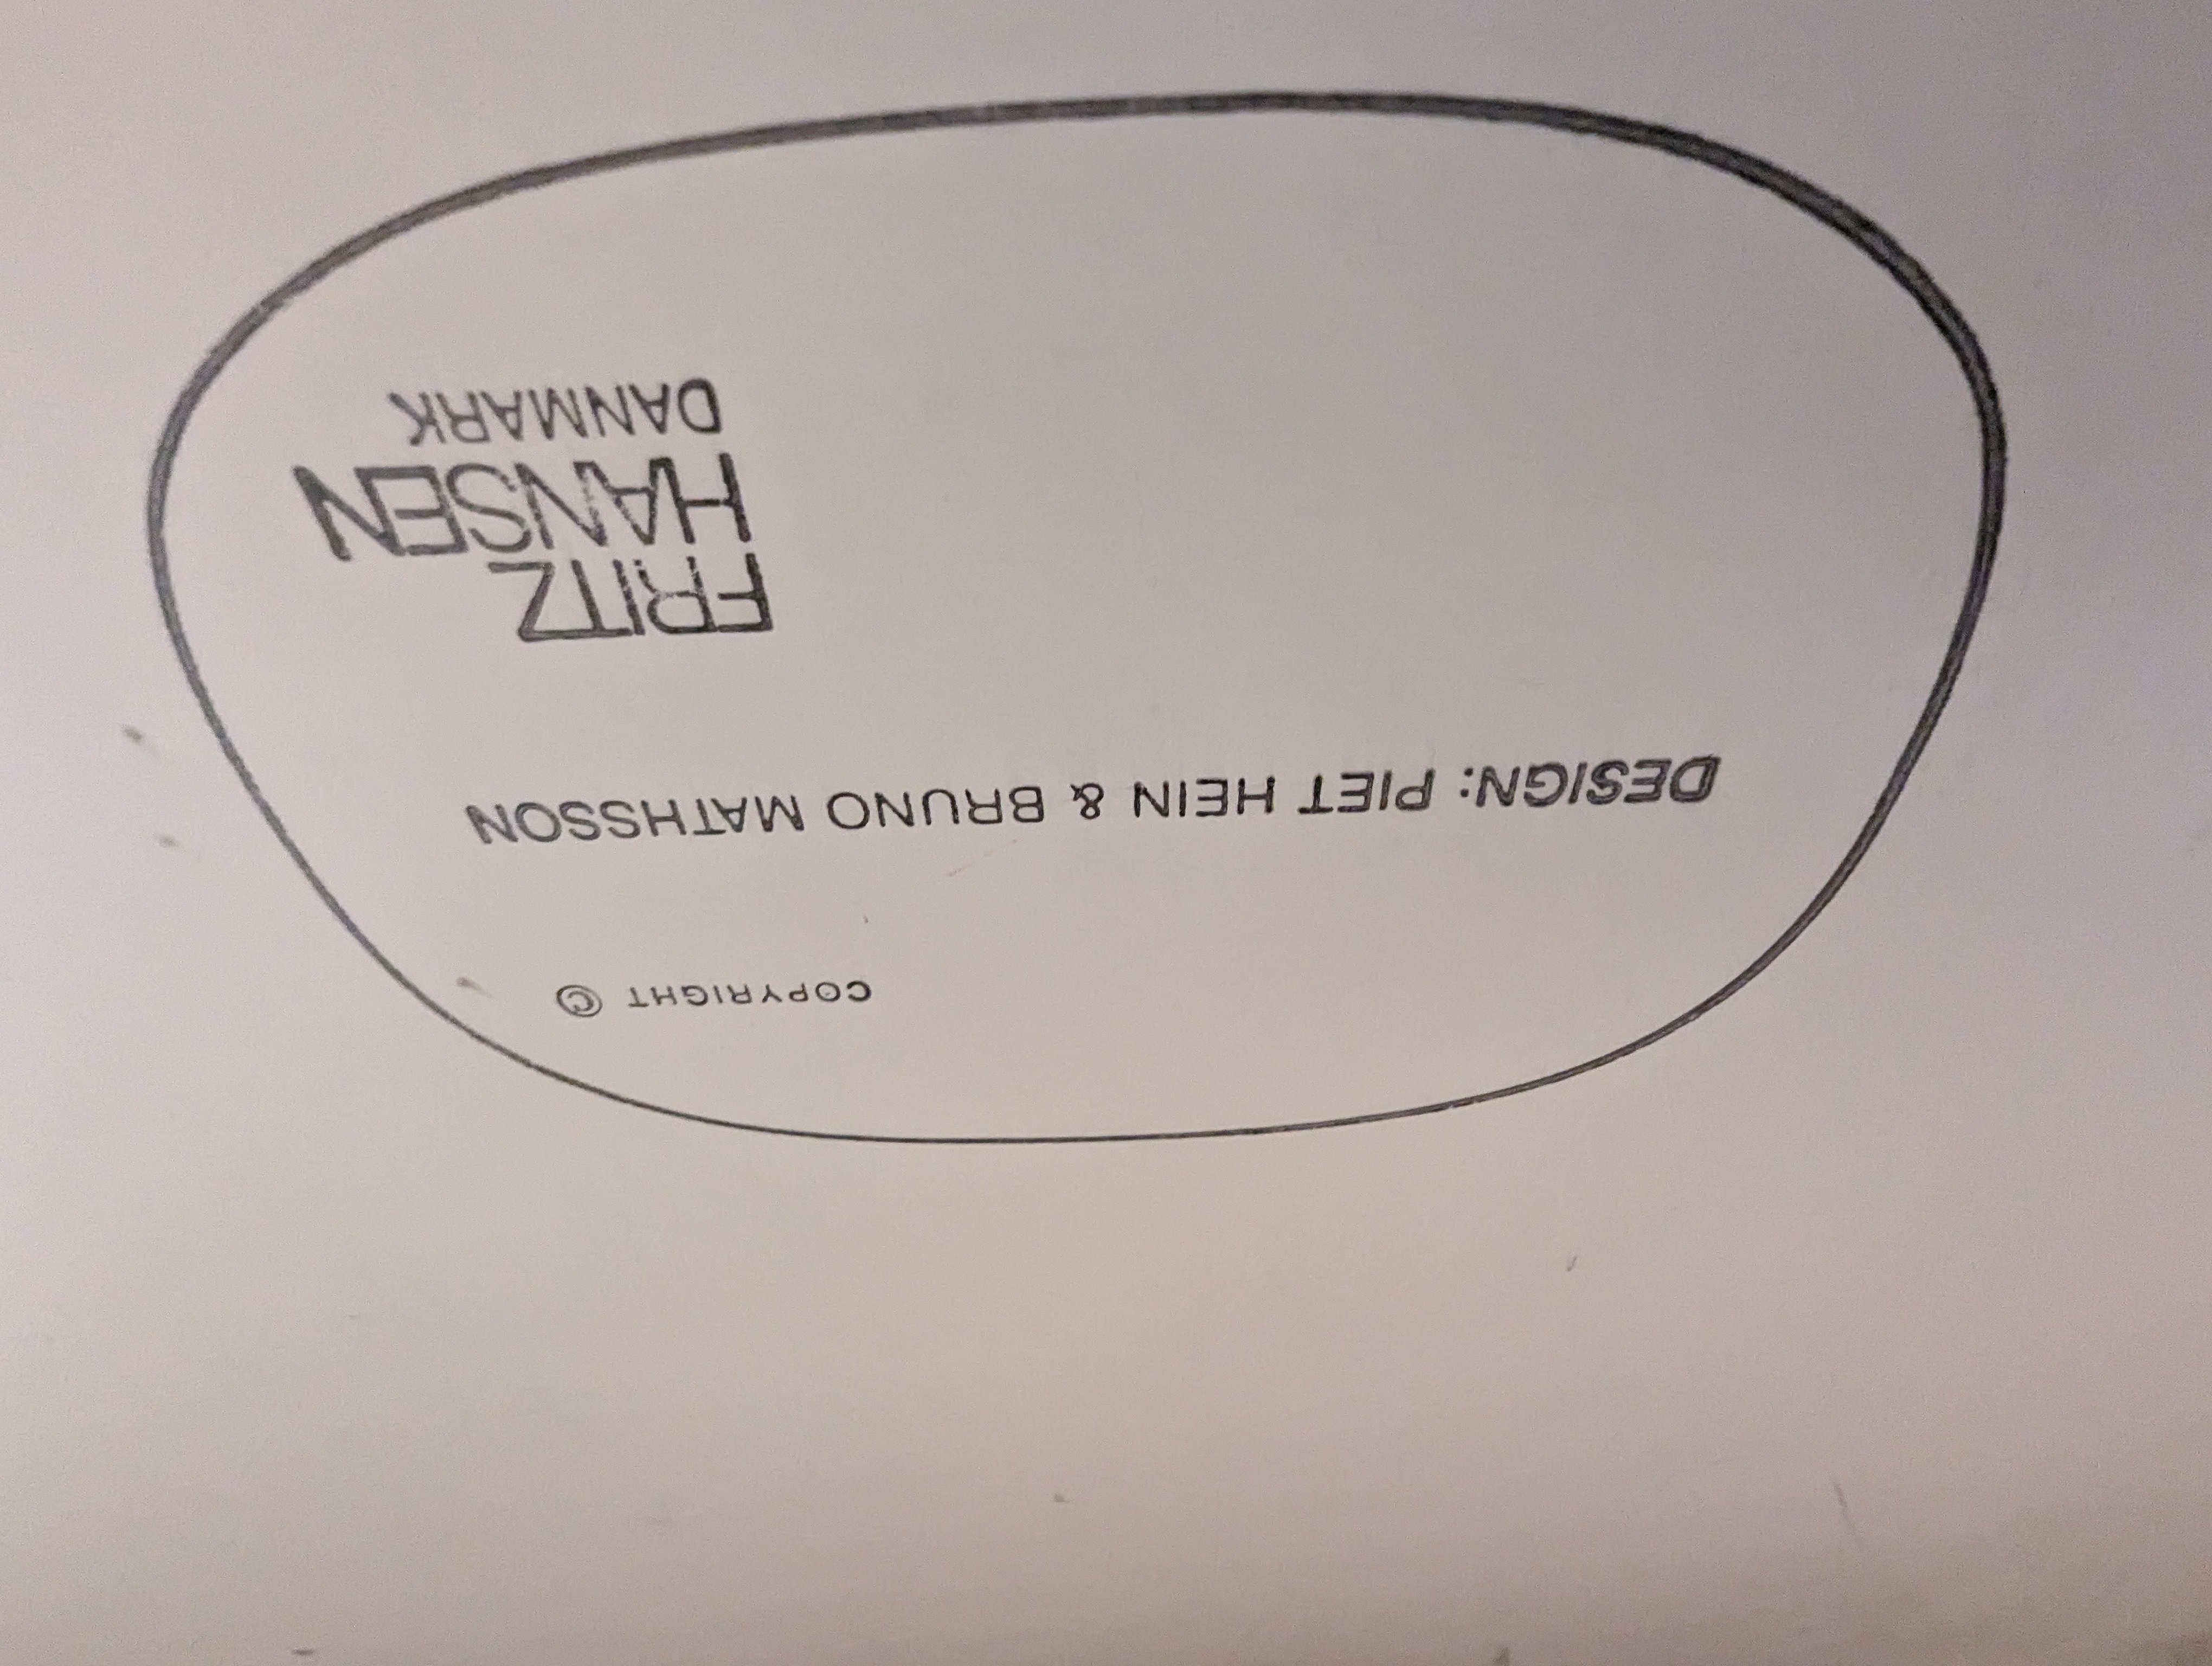 COPYRIGHT ©
DESIGN: PIET HEIN & BRUNO MATHSSON
FRITZ
HANSEN
DANMARK